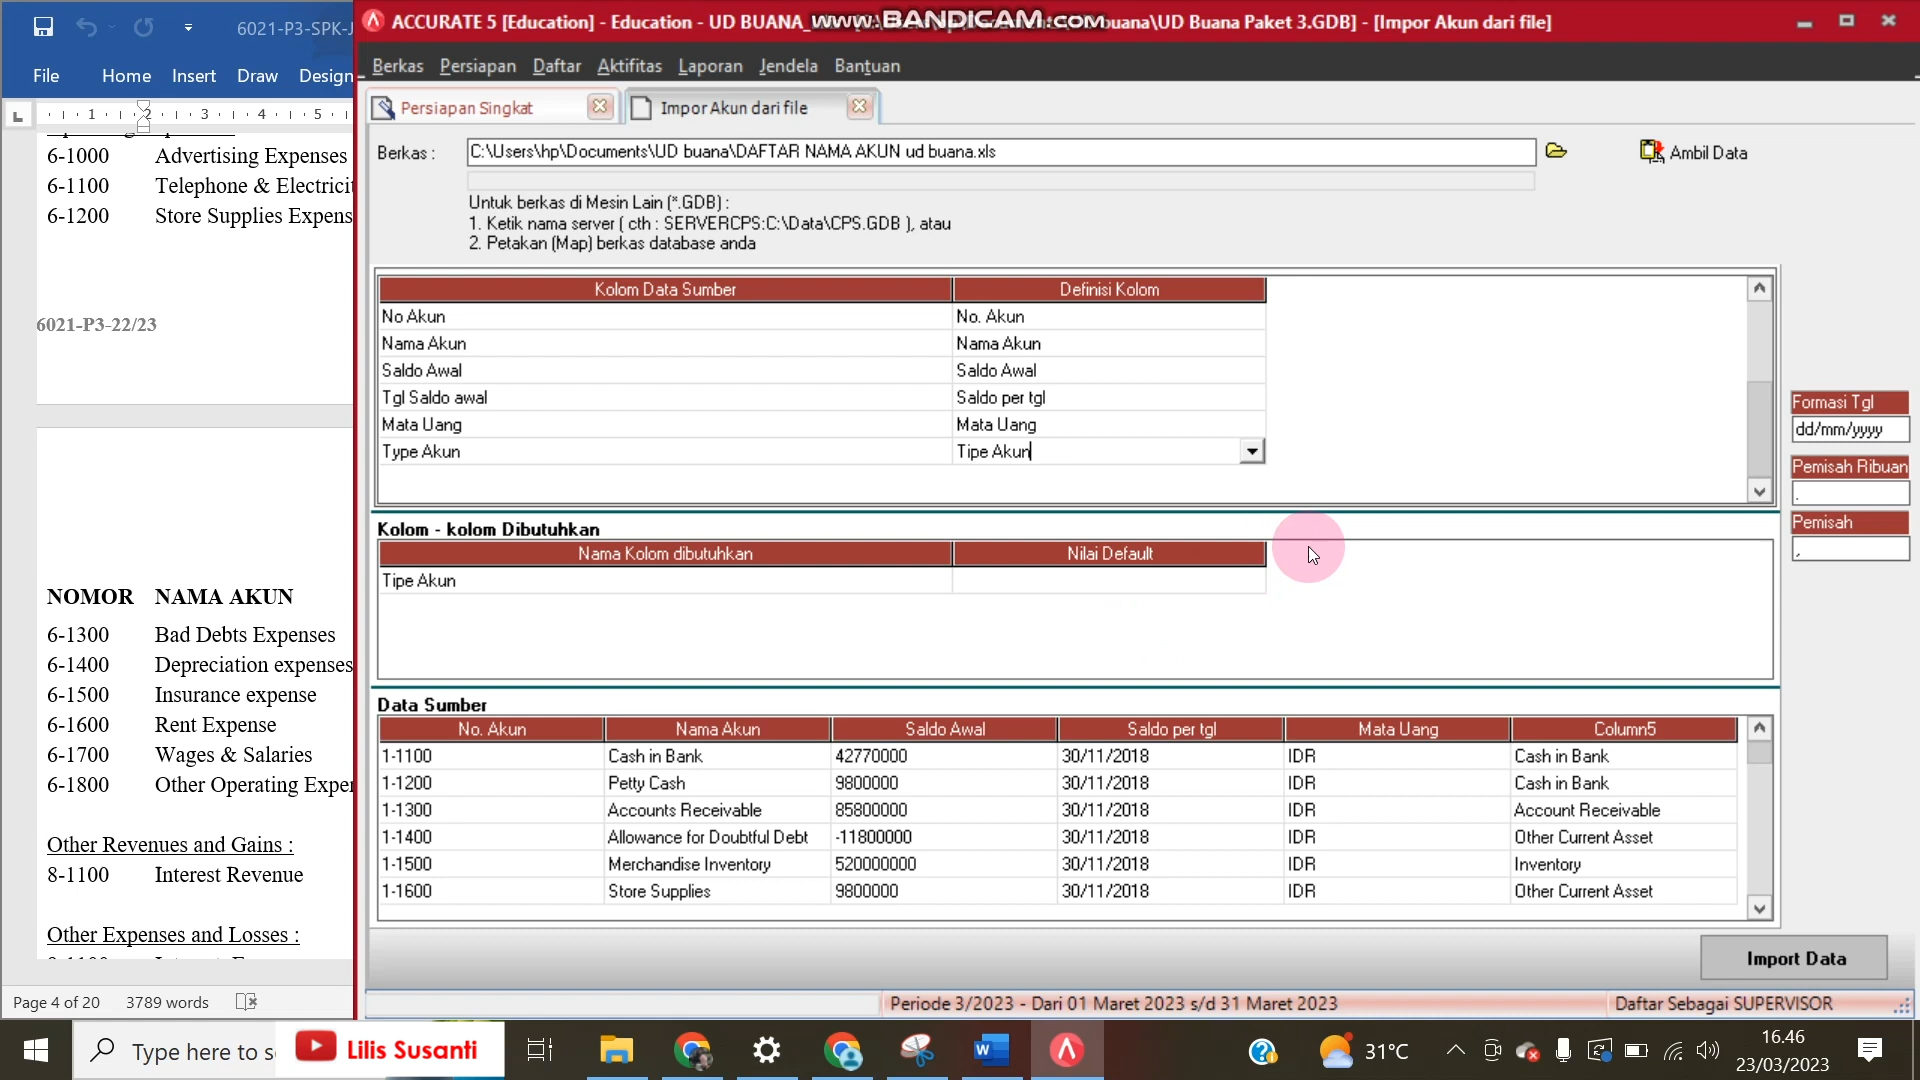 6021-P3-SPK-J
File Home Insert Draw Design
1 2 3 4 5
6-1000 Advertising Expenses
6-1100 Telephone & Electricit
6-1200 Store Supplies Expens
6021-P3-22/23
NOMOR NAMA AKUN
6-1300 Bad Debts Expenses
6-1400 Depreciation expenses
6-1500 Insurance expense
6-1600 Rent Expense
6-1700 Wages & Salaries
6-1800 Other Operating Exper
Other Revenues and Gains :
8-1100 Interest Revenue
Other Expenses and Losses :
Page 4 of 20 3789 words
ACCURATE 5 [Education] - Education - UD BUANA_ buana\UD Buana Paket 3.GDB] - [Impor Akun dari file]
www.BANDICAM.com
Berkas Persiapan Daftar Aktifitas Laporan Jendela Bantuan
Persiapan Singkat Impor Akun dari file
Berkas : C:\Users\hp\Documents\UD buana\DAFTAR NAMA AKUN ud buana.xls Ambil Data
Untuk berkas di Mesin Lain (*.GDB) :
1. Ketik nama server ( cth : SERVERCPS:C:\Data\CPS.GDB ), atau
2. Petakan (Map) berkas database anda
Kolom Data Sumber Definisi Kolom
No Akun No. Akun
Nama Akun Nama Akun
Saldo Awal Saldo Awal
Tgl Saldo awal Saldo per tgl
Mata Uang Mata Uang
Type Akun Tipe Akun
Formasi Tgl
dd/mm/yyyy
Pemisah Ribuan
.
Pemisah
,
Kolom - kolom Dibutuhkan
Nama Kolom dibutuhkan Nilai Default
Tipe Akun
Data Sumber
No. Akun Nama Akun Saldo Awal Saldo per tgl Mata Uang Column5
1-1100 Cash in Bank 42770000 30/11/2018 IDR Cash in Bank
1-1200 Petty Cash 9800000 30/11/2018 IDR Cash in Bank
1-1300 Accounts Receivable 85800000 30/11/2018 IDR Account Receivable
1-1400 Allowance for Doubtful Debt -11800000 30/11/2018 IDR Other Current Asset
1-1500 Merchandise Inventory 520000000 30/11/2018 IDR Inventory
1-1600 Store Supplies 9800000 30/11/2018 IDR Other Current Asset
Import Data
Periode 3/2023 - Dari 01 Maret 2023 s/d 31 Maret 2023 Daftar Sebagai SUPERVISOR
Type here to s Lilis Susanti 31°C 16.46
23/03/2023